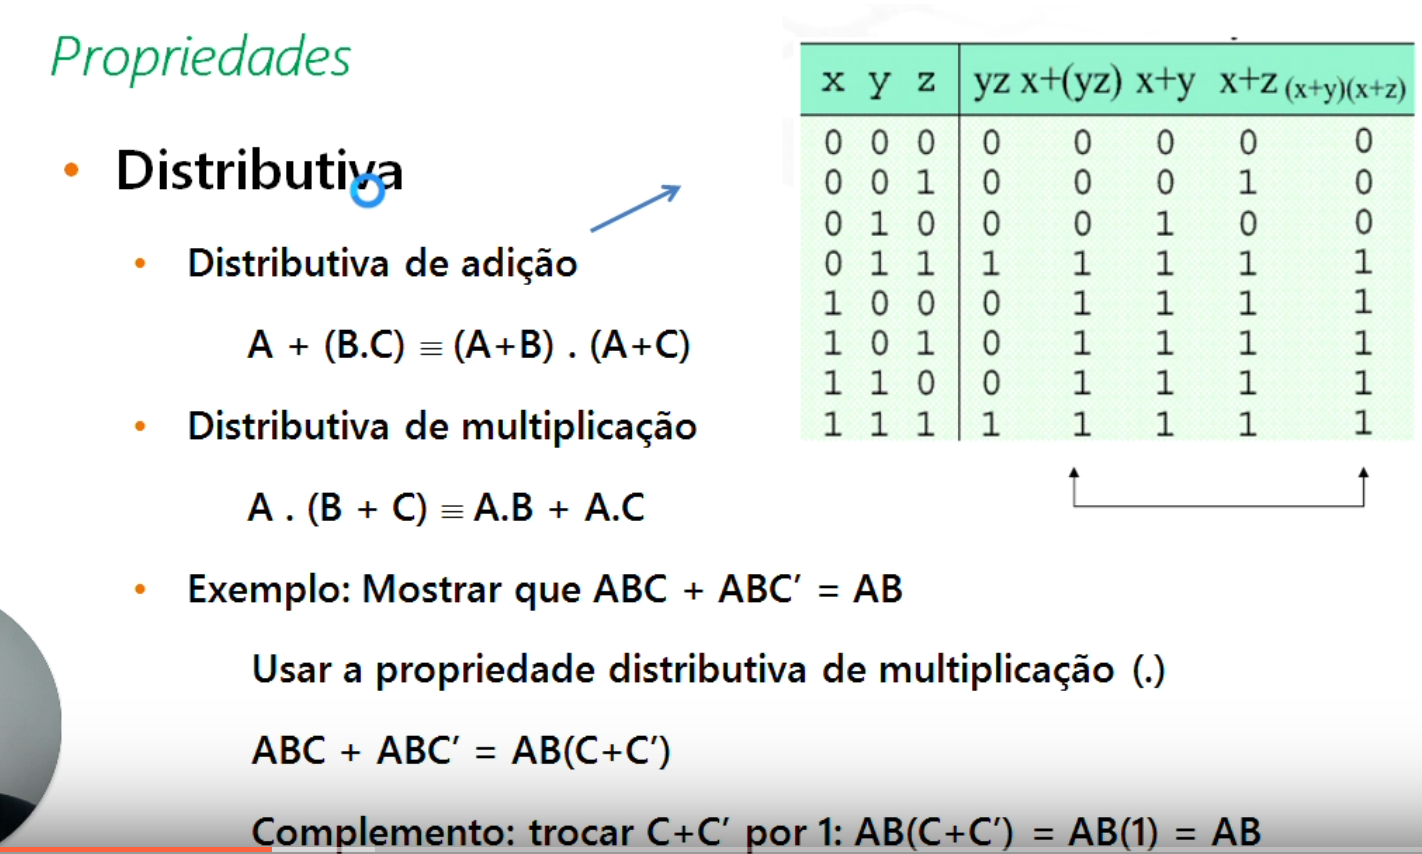 Propriedades
• Distributiva
• Distributiva de adição
A + (B.C) ≡ (A+B) . (A+C)
• Distributiva de multiplicação
A . (B + C) ≡ A.B + A.C
• Exemplo: Mostrar que ABC + ABC’ = AB
Usar a propriedade distributiva de multiplicação (.)
ABC + ABC’ = AB(C+C’)
Complemento: trocar C+C’ por 1: AB(C+C’) = AB(1) = AB
x y z yz x+(yz) x+y x+z (x+y)(x+z)
0 0 0 0 0 0 0 0
0 0 1 0 0 0 1 0
0 1 0 0 0 1 0 0
0 1 1 1 1 1 1 1
1 0 0 0 1 1 1 1
1 0 1 0 1 1 1 1
1 1 0 0 1 1 1 1
1 1 1 1 1 1 1 1